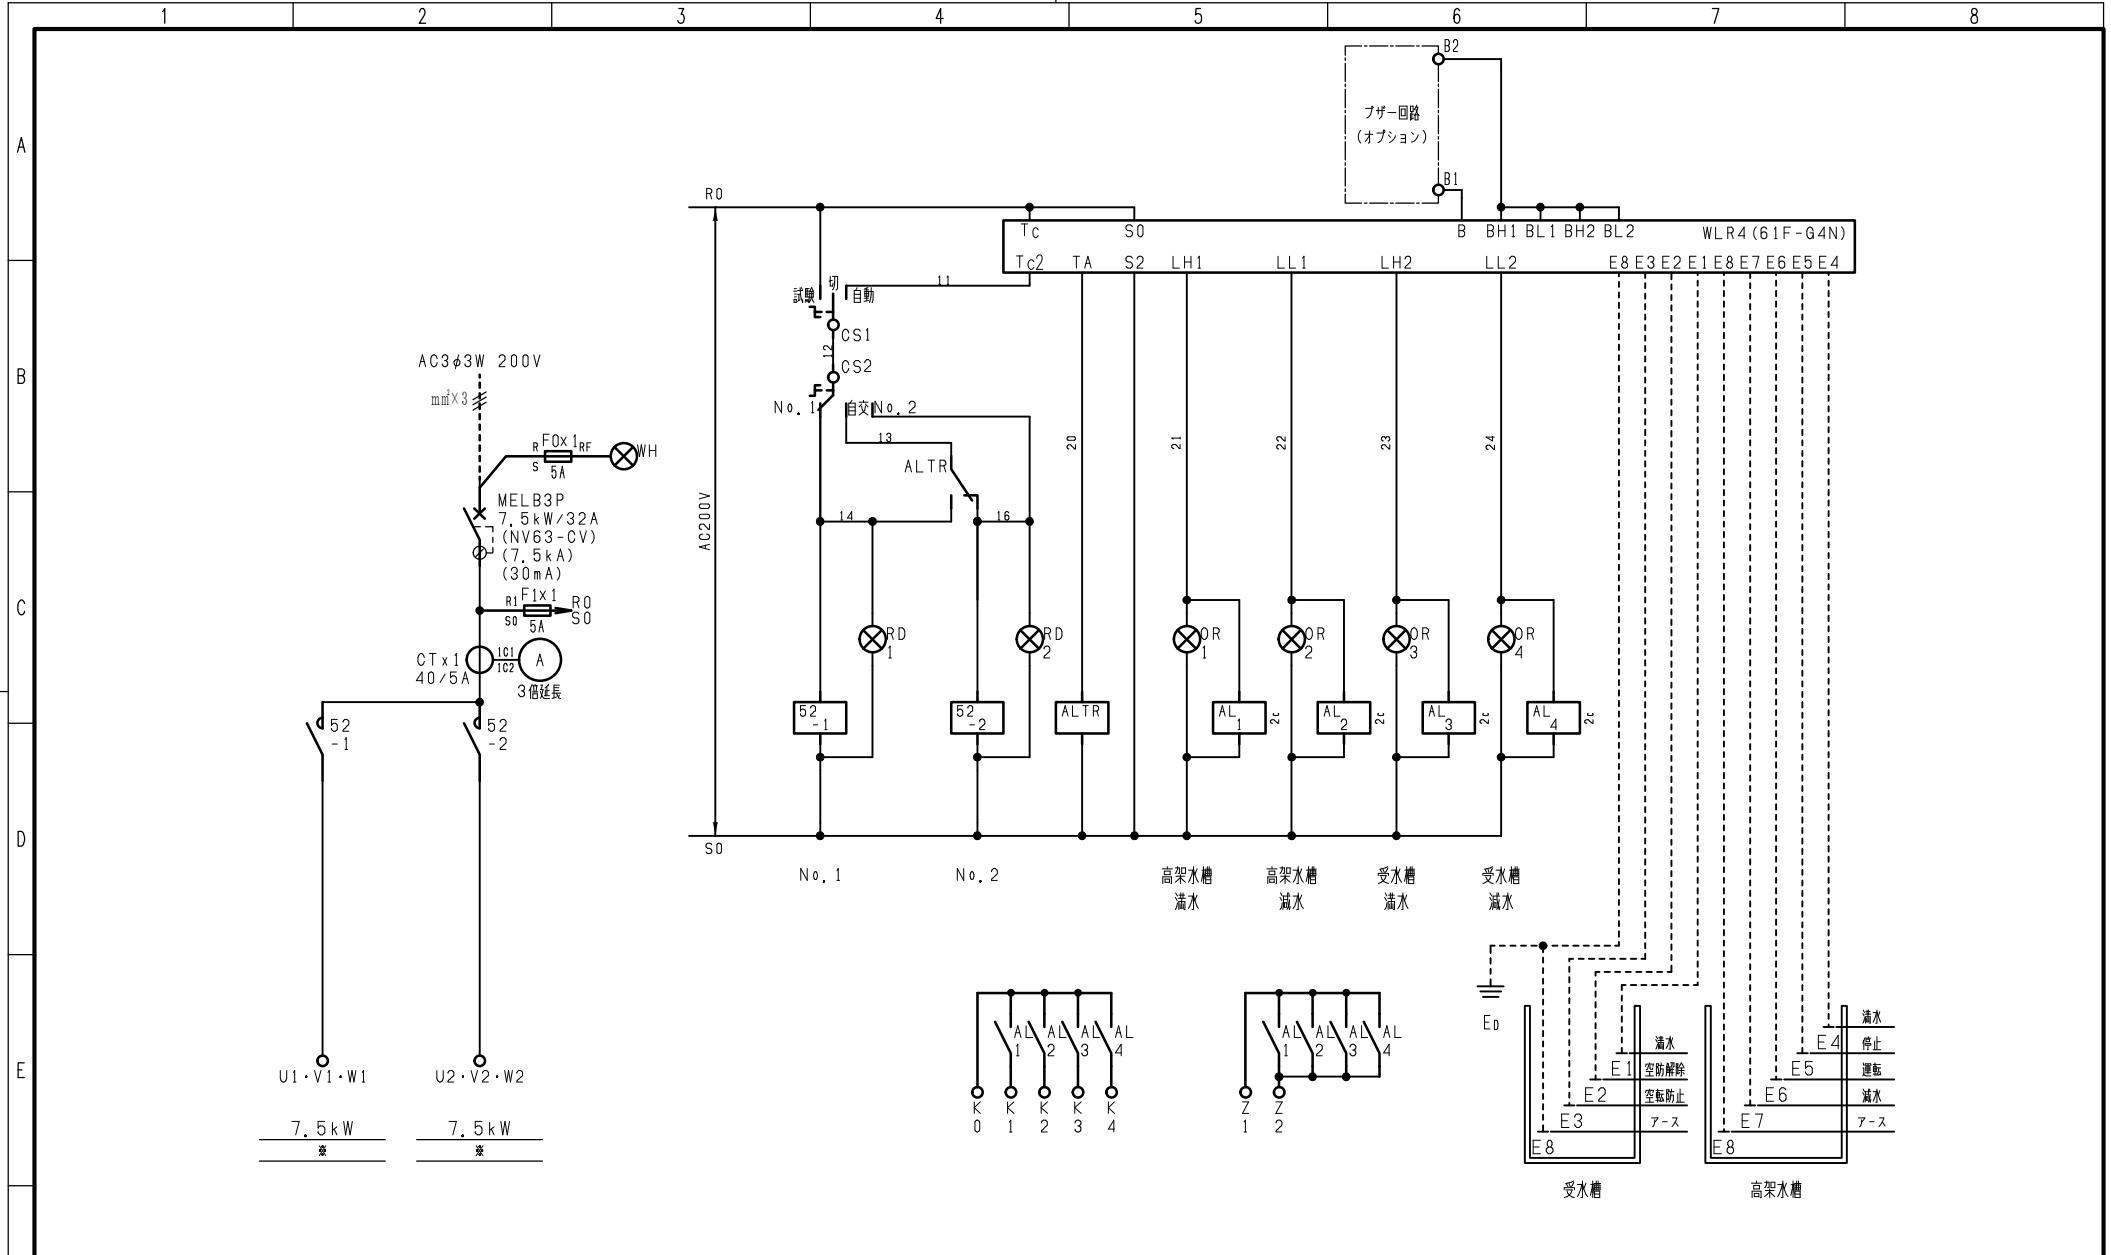 1 2 3 4 5 6 7 8
A
B
C
D
E
B2
ブザー回路
(オプション)
B1
R0
Tc S0 B BH1 BL1 BH2 BL2 WLR4(61F-G4N)
Tc2 TA S2 LH1 LL1 LH2 LL2 E8 E3 E2 E1 E8 E7 E6 E5 E4
試験 切 自動 11
CS1
12
CS2
No.1 自交 No.2
13
ALTR
14 16
20 21 22 23 24
AC200V
AC3φ3W 200V
mm²×3
R F0x1 RF WH
S 5A
MELB3P
7.5kW/32A
(NV63-CV)
(7.5kA)
(30mA)
R1 F1x1 R0
S0 5A S0
CTx1 1C1 A
40/5A 1C2
3倍延長
52 52
-1 -2
RD RD OR OR OR OR
1 2 1 2 3 4
52 52 ALTR AL AL AL AL
-1 -2 1 2 3 4
2c 2c 2c 2c
S0
No.1 No.2 高架水槽 高架水槽 受水槽 受水槽
満水 減水 満水 減水
U1・V1・W1 U2・V2・W2
7.5kW 7.5kW
※ ※
AL AL AL AL
1 2 3 4
K K K K K
0 1 2 3 4
AL AL AL AL
1 2 3 4
Z Z
1 2
ED
満水
E1 空防解除
E2 空転防止
E3 アース
E8
受水槽
満水
E4 停止
E5 運転
E6 減水
E7 アース
E8
高架水槽